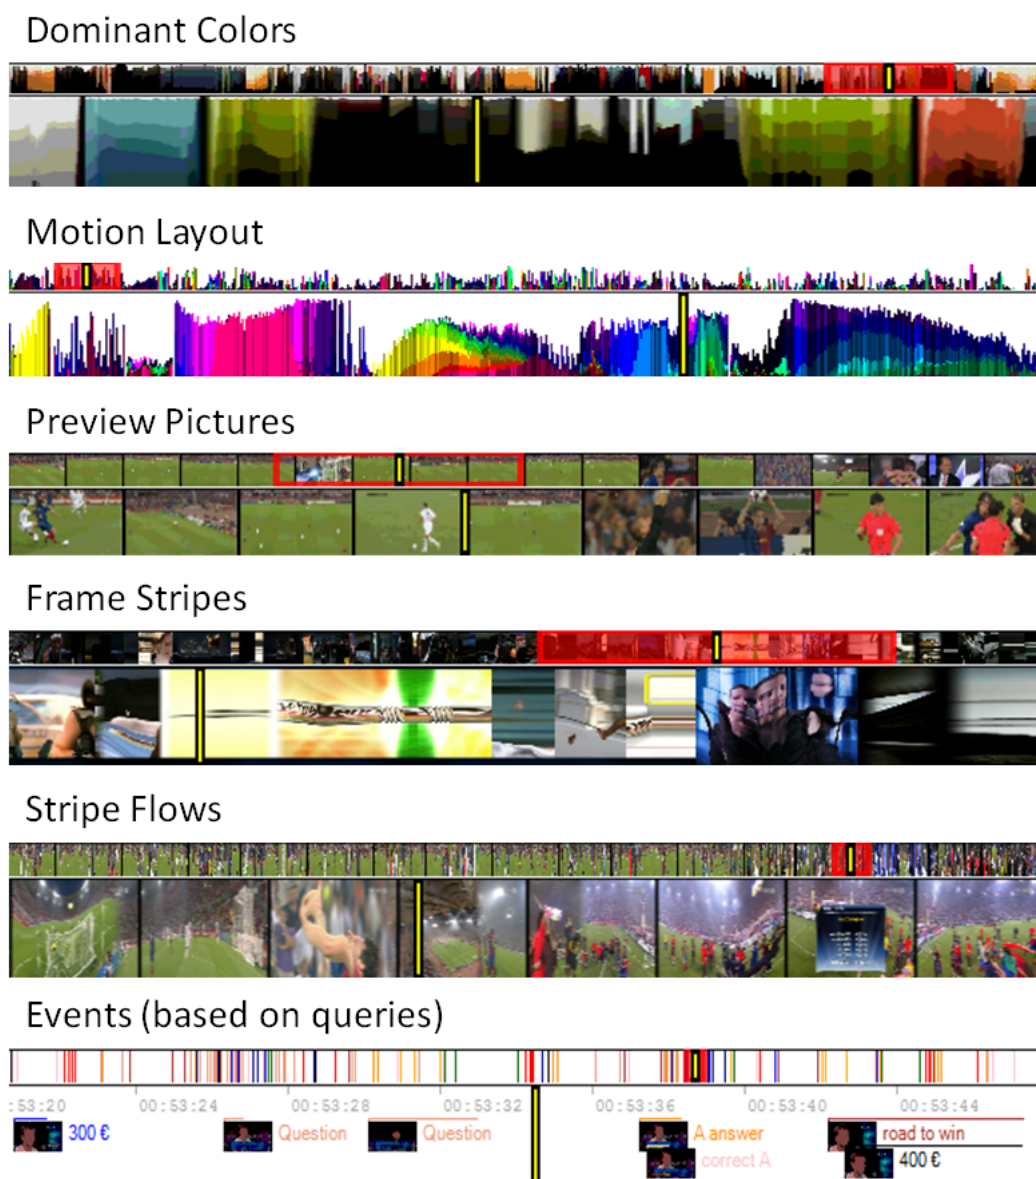 Dominant Colors
Motion Layout
Preview Pictures
Frame Stripes
Stripe Flows
Events (based on queries)
:53:20 00:53:24 00:53:28 00:53:32 00:53:36 00:53:40 00:53:44
300 € Question Question A answer road to win
correct A 400 €